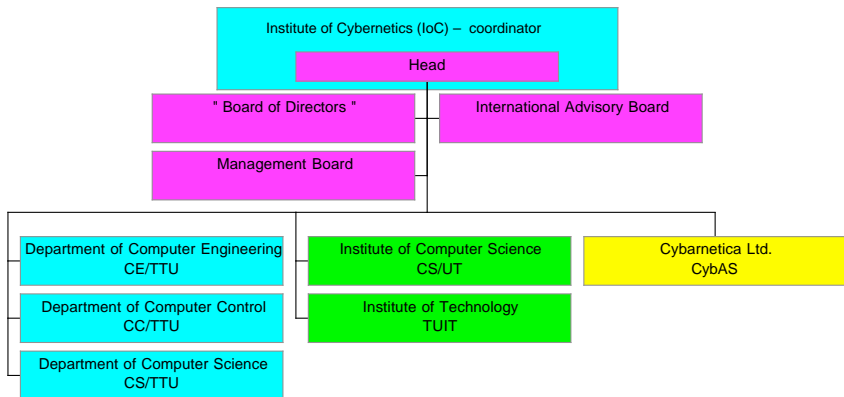 Institute of Cybernetics (IoC) – coordinator
Head
" Board of Directors "
International Advisory Board
Management Board
Department of Computer Engineering
CE/TTU
Institute of Computer Science
CS/UT
Cybarnetica Ltd.
CybAS
Department of Computer Control
CC/TTU
Institute of Technology
TUIT
Department of Computer Science
CS/TTU